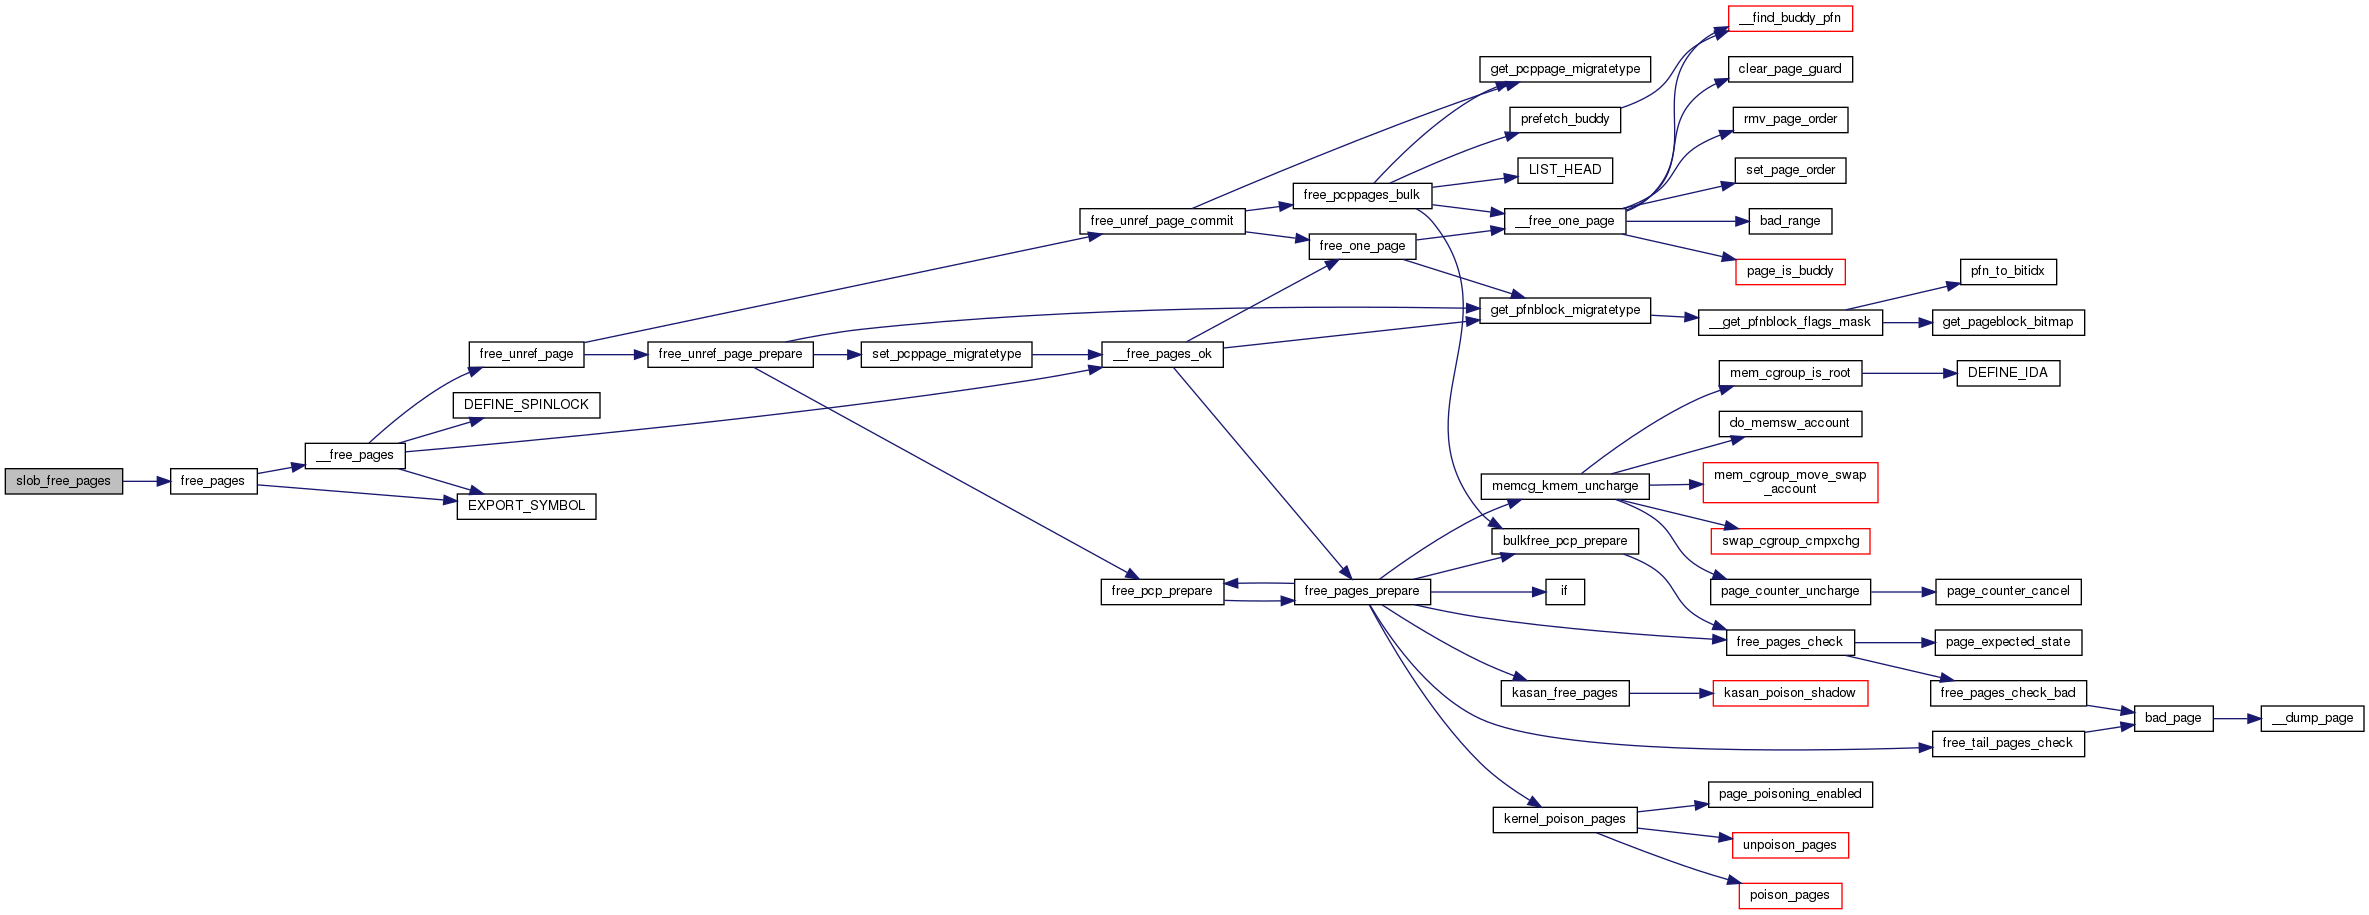 __find_buddy_pfn
get_pcppage_migratetype
clear_page_guard
prefetch_buddy
rmv_page_order
LIST_HEAD
set_page_order
free_pcppages_bulk
free_unref_page_commit
__free_one_page
bad_range
free_one_page
page_is_buddy
pfn_to_bitidx
get_pfnblock_migratetype
__get_pfnblock_flags_mask
get_pageblock_bitmap
free_unref_page
free_unref_page_prepare
set_pcppage_migratetype
__free_pages_ok
mem_cgroup_is_root
DEFINE_IDA
DEFINE_SPINLOCK
do_memsw_account
__free_pages
slob_free_pages
free_pages
mem_cgroup_move_swap
_account
memcg_kmem_uncharge
EXPORT_SYMBOL
swap_cgroup_cmpxchg
bulkfree_pcp_prepare
free_pcp_prepare
free_pages_prepare
if
page_counter_uncharge
page_counter_cancel
free_pages_check
page_expected_state
kasan_free_pages
kasan_poison_shadow
free_pages_check_bad
bad_page
__dump_page
free_tail_pages_check
page_poisoning_enabled
kernel_poison_pages
unpoison_pages
poison_pages